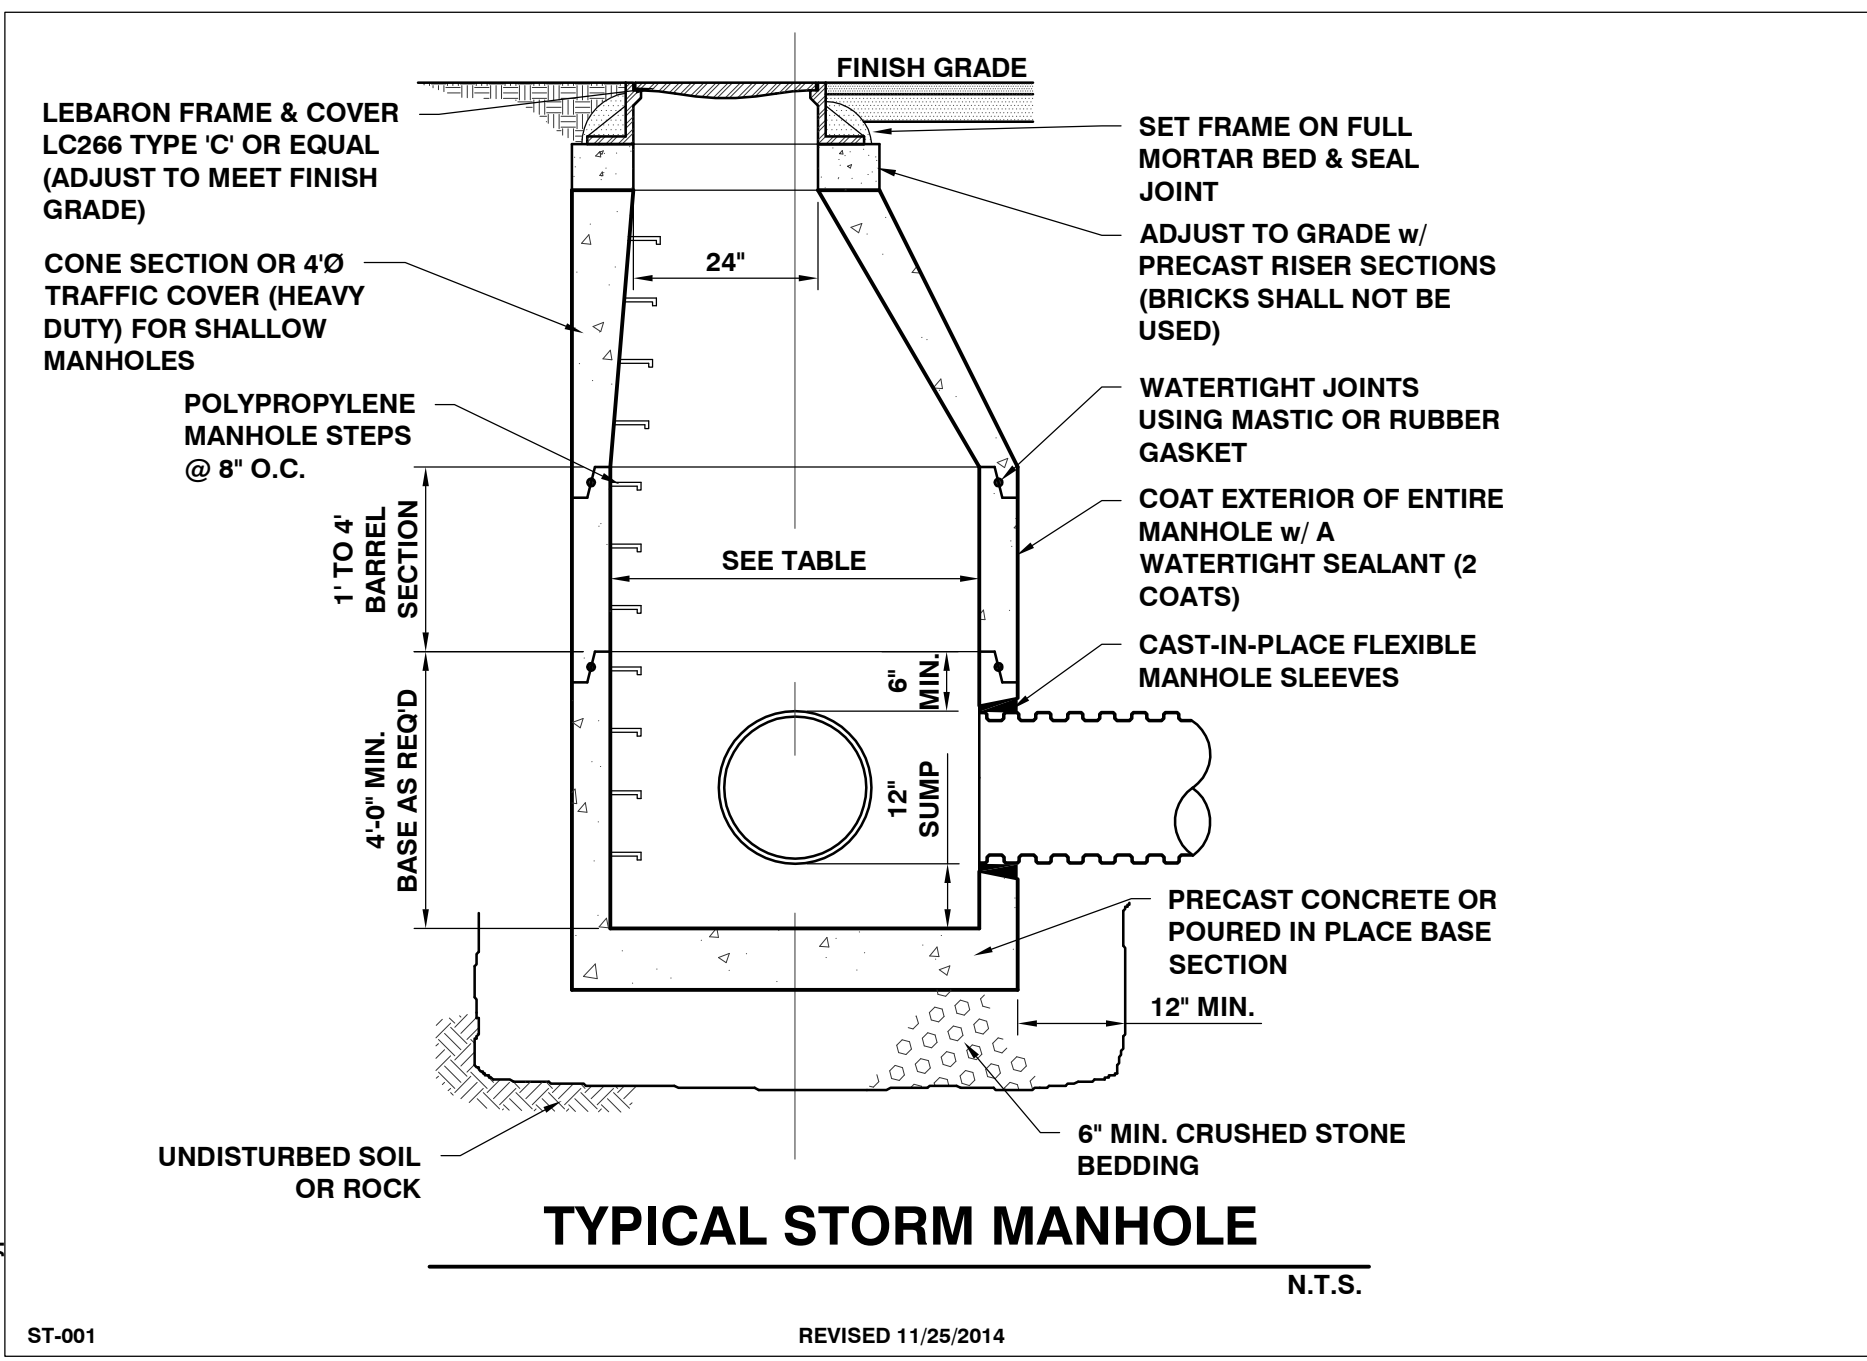 FINISH GRADE
LEBARON FRAME & COVER
LC266 TYPE 'C' OR EQUAL
(ADJUST TO MEET FINISH
GRADE)
SET FRAME ON FULL
MORTAR BED & SEAL
JOINT
ADJUST TO GRADE w/
PRECAST RISER SECTIONS
(BRICKS SHALL NOT BE
USED)
CONE SECTION OR 4'Ø
TRAFFIC COVER (HEAVY
DUTY) FOR SHALLOW
MANHOLES
24"
POLYPROPYLENE
MANHOLE STEPS
@ 8" O.C.
WATERTIGHT JOINTS
USING MASTIC OR RUBBER
GASKET
COAT EXTERIOR OF ENTIRE
MANHOLE w/ A
WATERTIGHT SEALANT (2
COATS)
1' TO 4'
BARREL
SECTION
SEE TABLE
CAST-IN-PLACE FLEXIBLE
MANHOLE SLEEVES
6"
MIN.
4'-0" MIN.
BASE AS REQ'D
12"
SUMP
PRECAST CONCRETE OR
POURED IN PLACE BASE
SECTION
12" MIN.
6" MIN. CRUSHED STONE
BEDDING
UNDISTURBED SOIL
OR ROCK
TYPICAL STORM MANHOLE
N.T.S.
ST-001
REVISED 11/25/2014